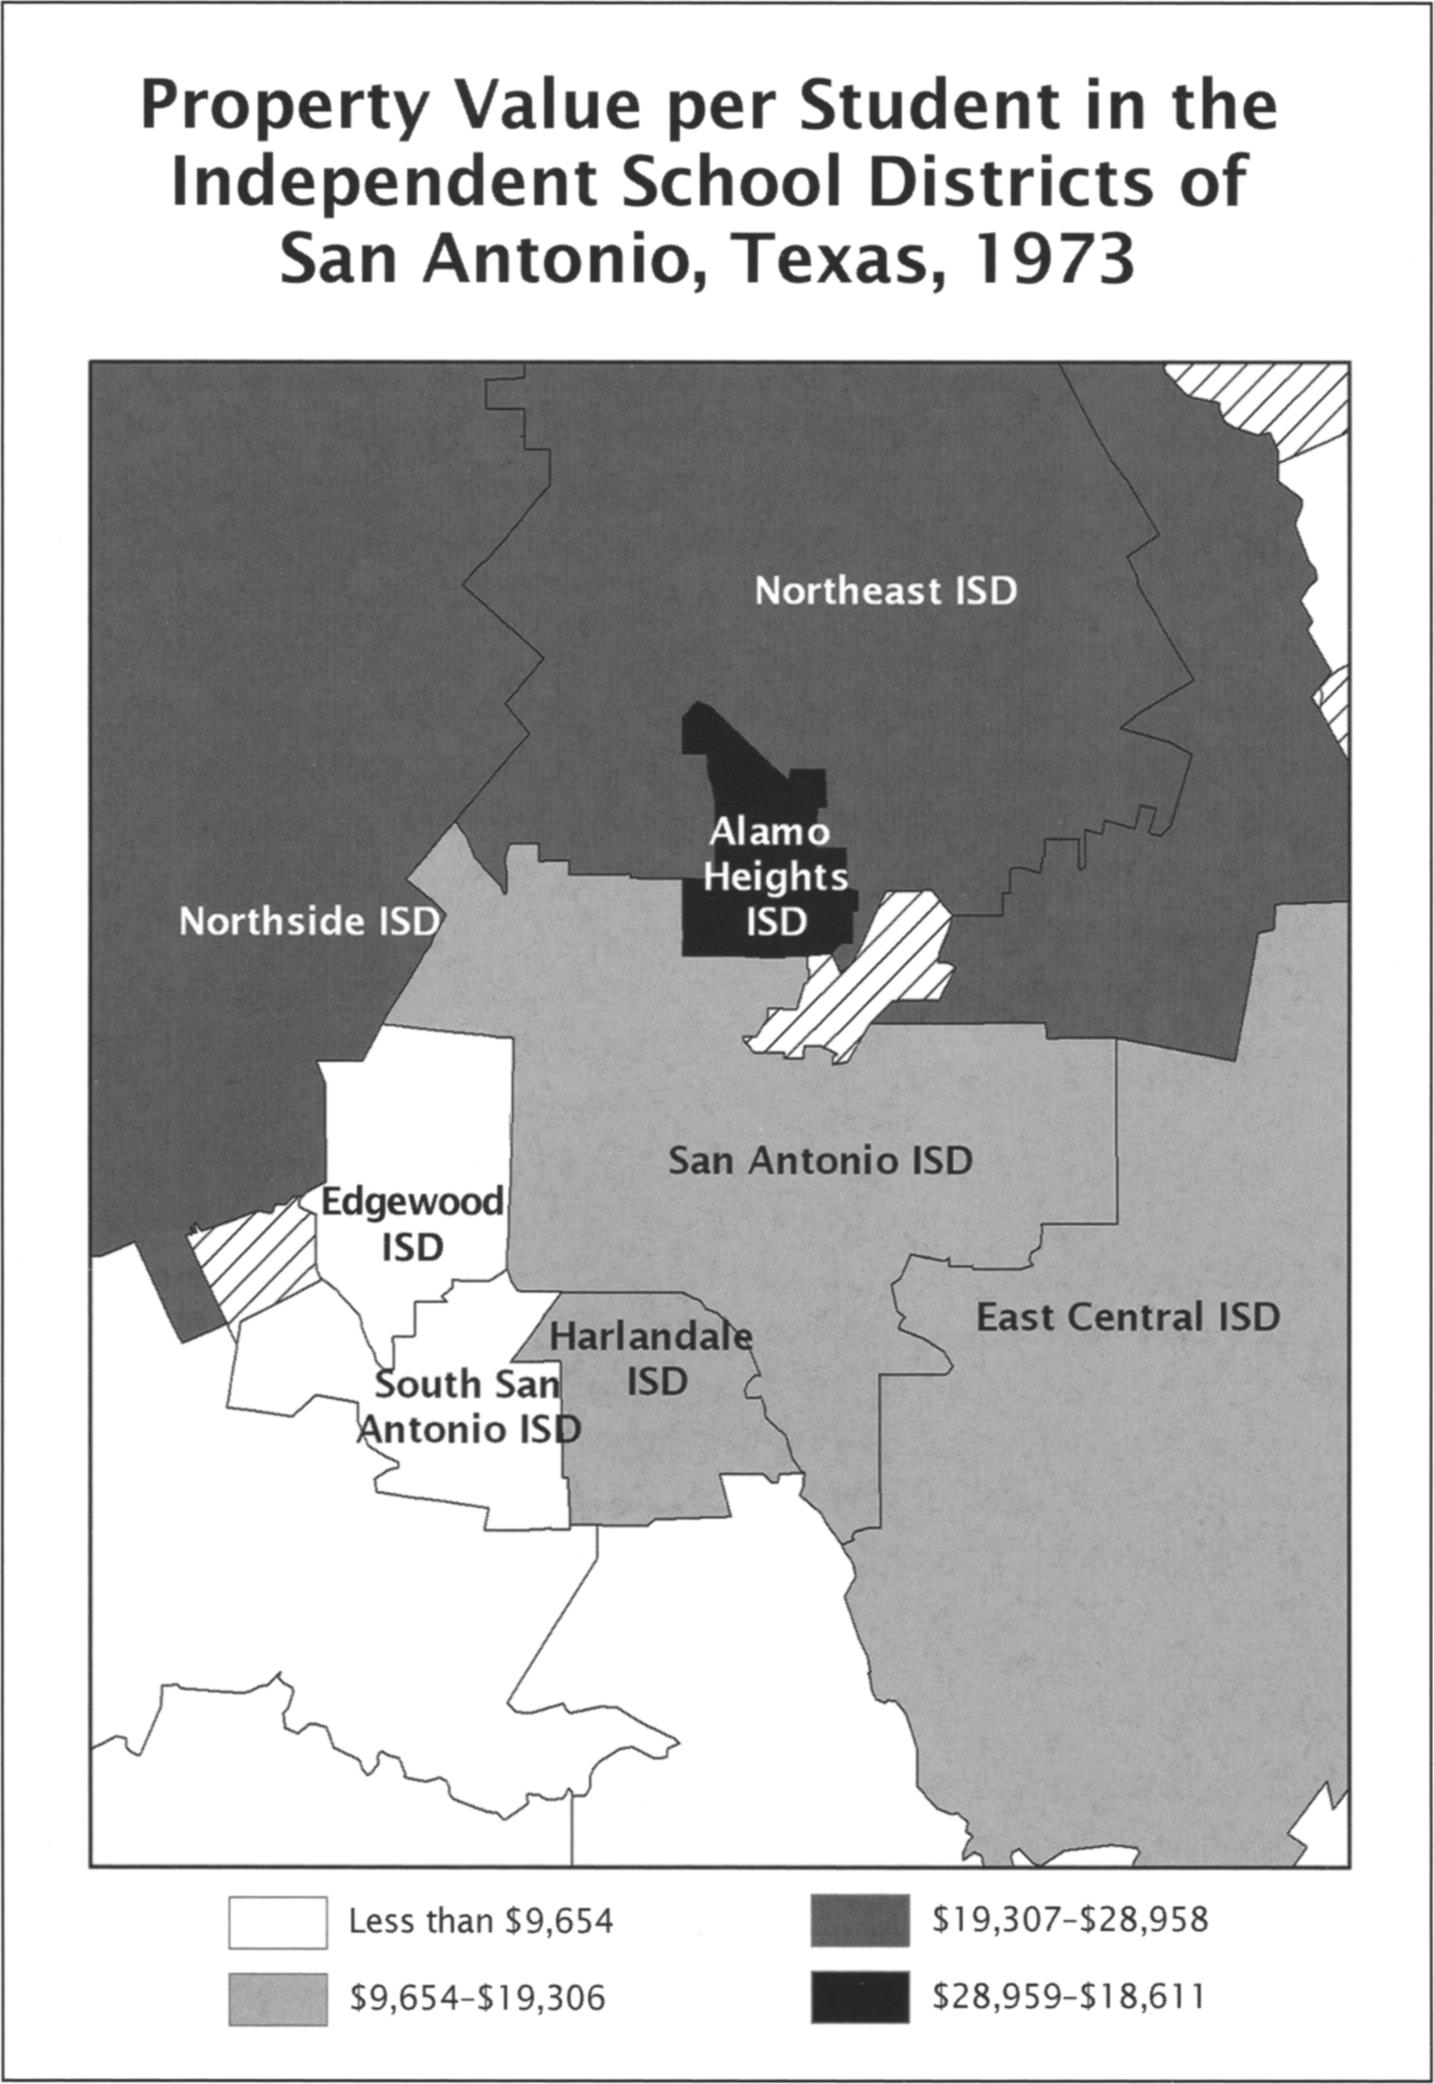 Property Value per Student in the
Independent School Districts of
San Antonio, Texas, 1973
Northeast ISD
Alamo
Heights
ISD
Northside ISD
San Antonio ISD
Edgewood
ISD
East Central ISD
Harlandale
ISD
South San
Antonio ISD
Less than $9,654
$19,307–$28,958
$9,654–$19,306
$28,959–$18,611